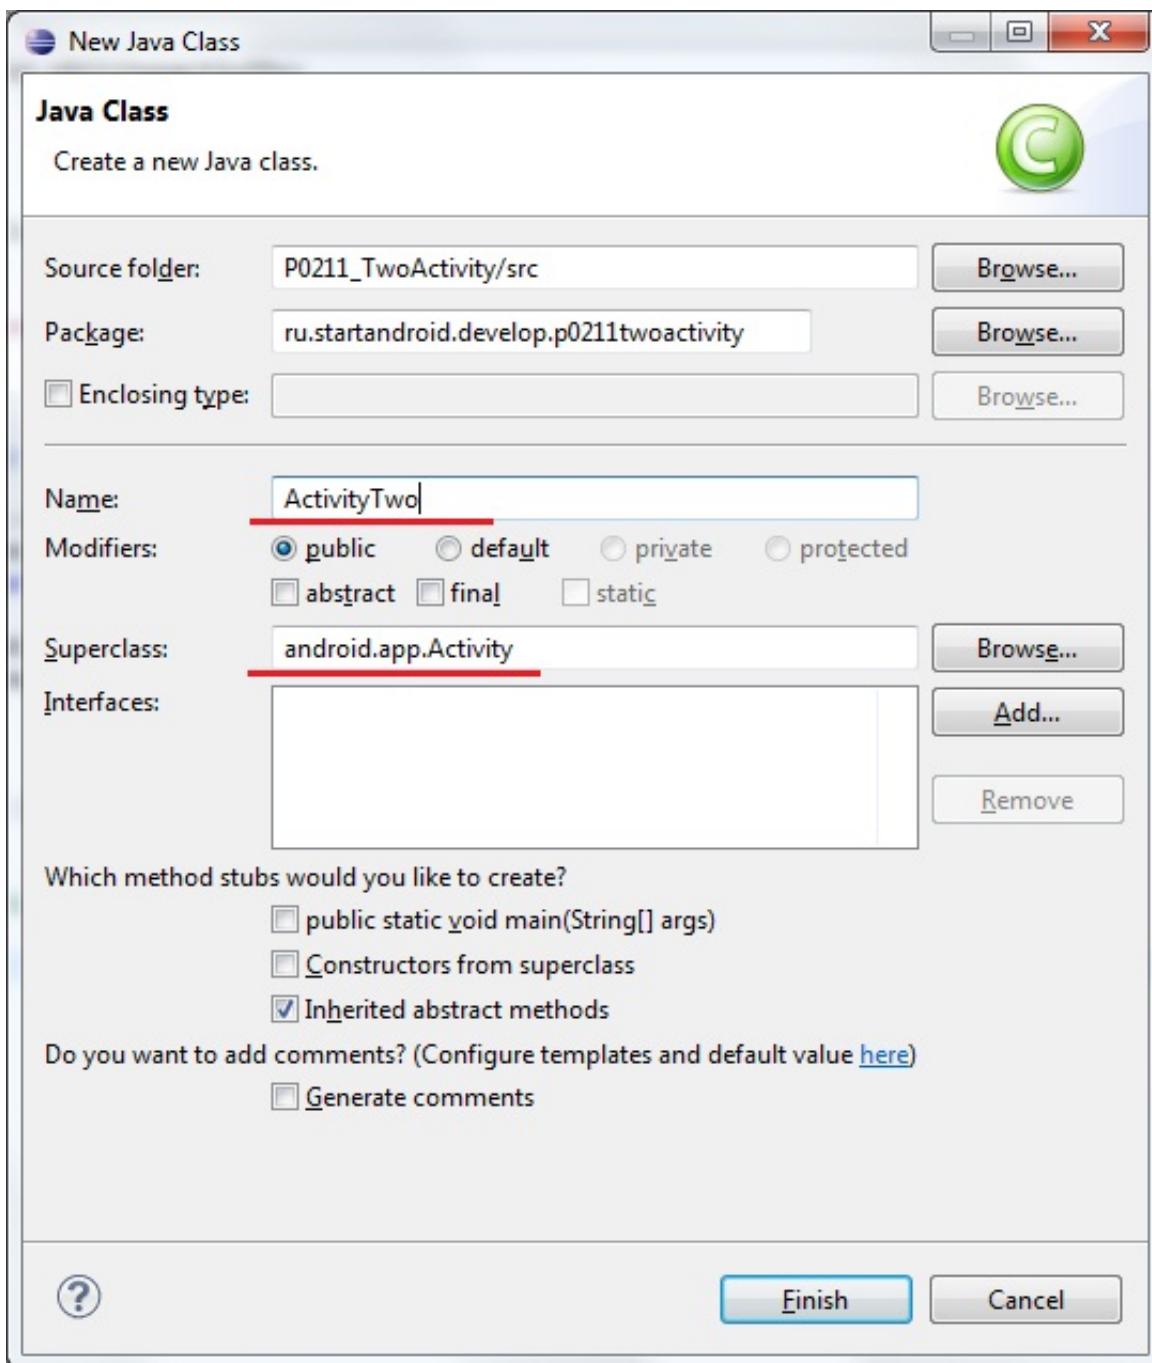 New Java Class
Java Class
Create a new Java class.
Source folder: P0211_TwoActivity/src Browse...
Package: ru.startandroid.develop.p0211twoactivity Browse...
Enclosing type: Browse...
Name: ActivityTwo
Modifiers: public default private protected
abstract final static
Superclass: android.app.Activity Browse...
Interfaces: Add...
Remove
Which method stubs would you like to create?
public static void main(String[] args)
Constructors from superclass
Inherited abstract methods
Do you want to add comments? (Configure templates and default value here)
Generate comments
? Finish Cancel